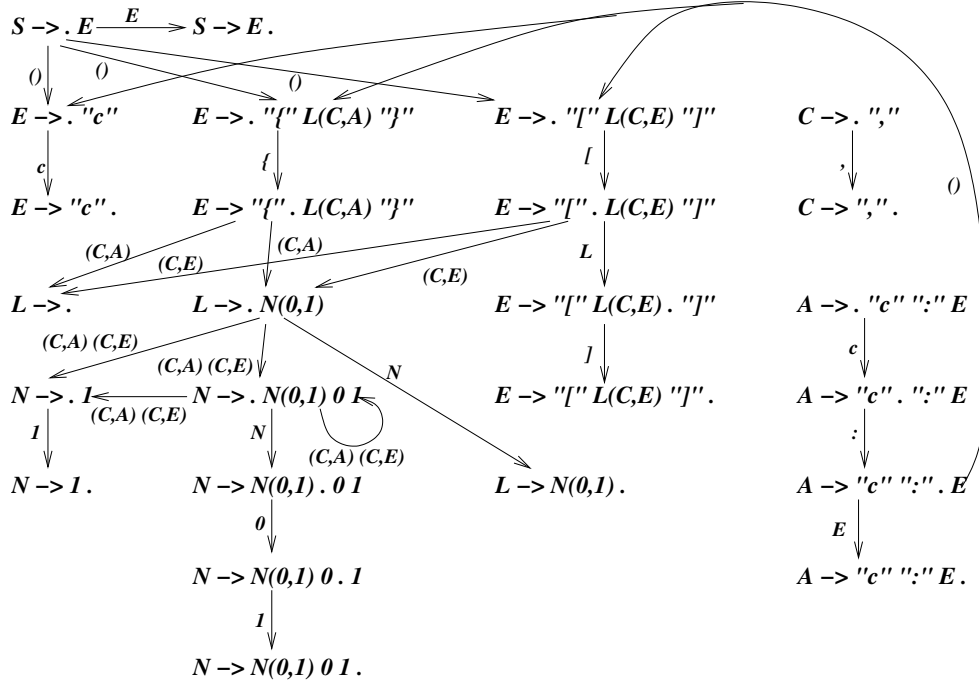 S -> . E E S -> E .
() () ()
E -> . "c" E -> . "{" L(C,A) "}" E -> . "[" L(C,E) "]" C -> . ","
c { [ , ()
E -> "c" . E -> "{" . L(C,A) "}" E -> "[" . L(C,E) "]" C -> "," .
(C,A) (C,E) (C,A) (C,E) L
L -> . L -> . N(0,1) E -> "[" L(C,E) . "]" A -> . "c" ":" E
(C,A) (C,E) (C,A) (C,E) N ] c
N -> . 1 N -> . N(0,1) 0 1 E -> "[" L(C,E) "]" . A -> "c" . ":" E
(C,A) (C,E)
1 N (C,A) (C,E) :
N -> 1 . N -> N(0,1) . 0 1 L -> N(0,1) . A -> "c" ":" . E
0 E
N -> N(0,1) 0 . 1 A -> "c" ":" E .
1
N -> N(0,1) 0 1 .